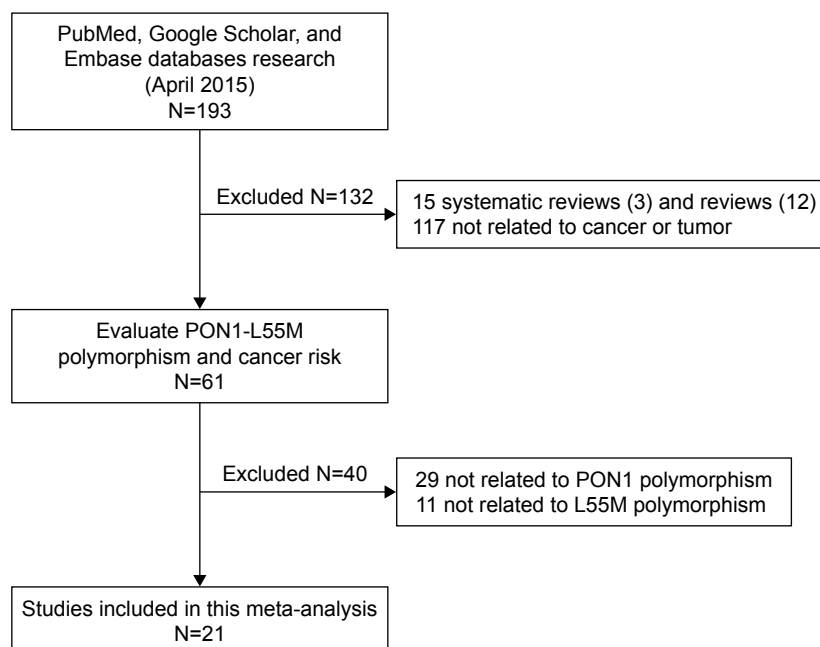 PubMed, Google Scholar, and
Embase databases research
(April 2015)
N=193
Excluded N=132
15 systematic reviews (3) and reviews (12)
117 not related to cancer or tumor
Evaluate PON1-L55M
polymorphism and cancer risk
N=61
Excluded N=40
29 not related to PON1 polymorphism
11 not related to L55M polymorphism
Studies included in this meta-analysis
N=21